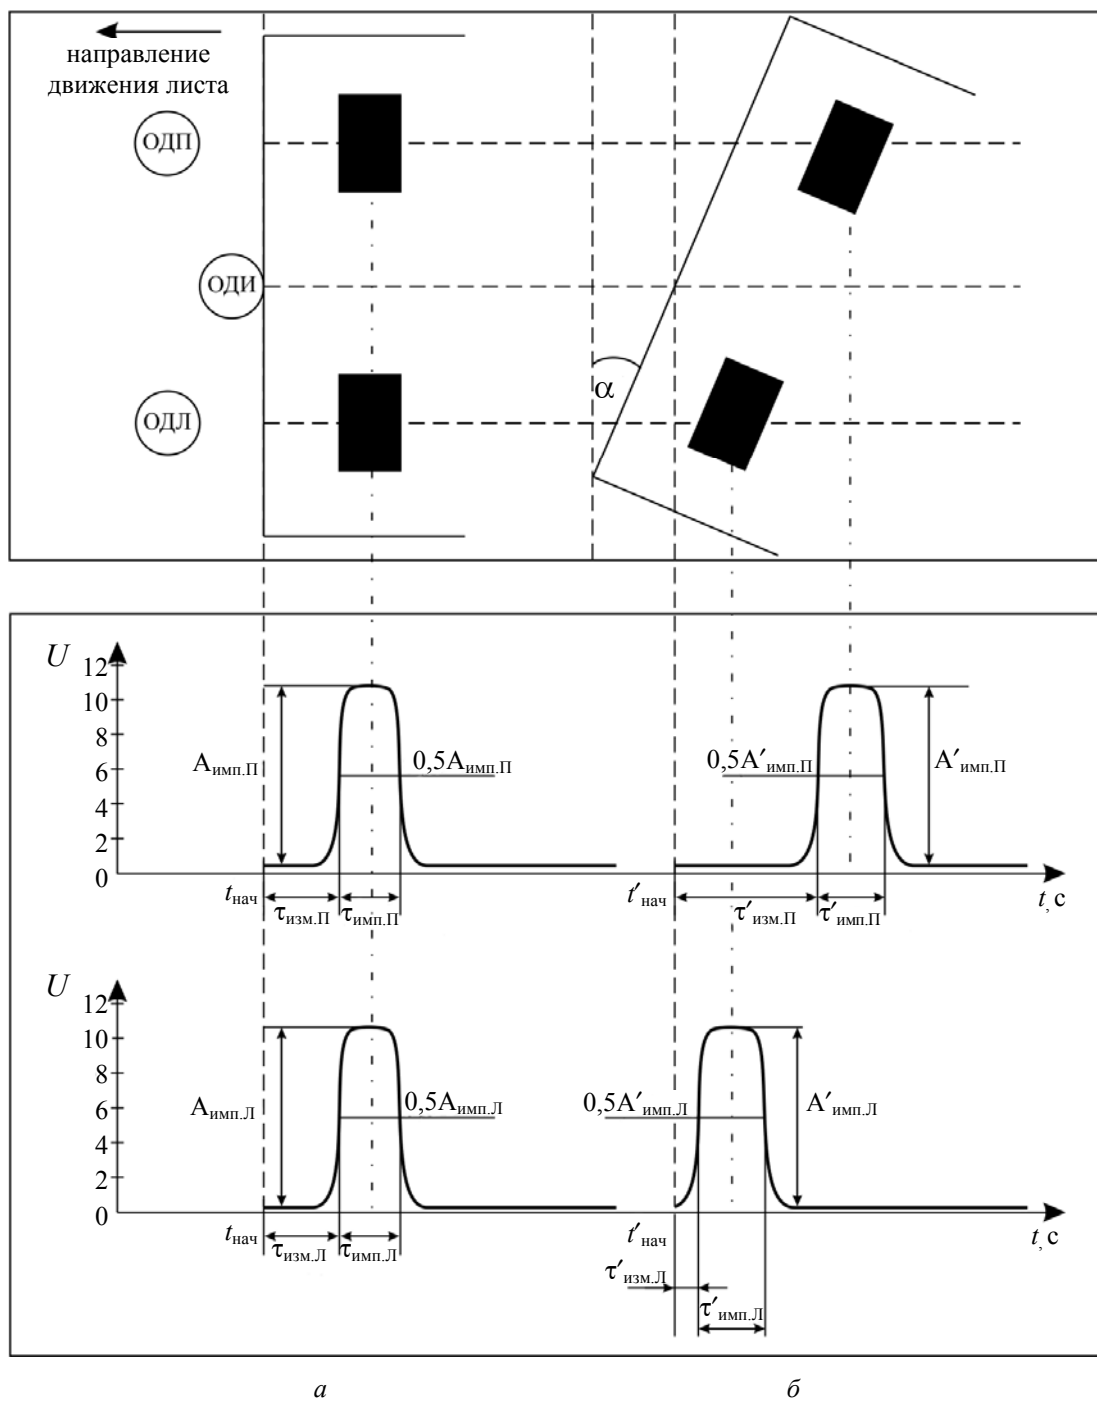 направление
движения листа
ОДП
ОДИ
ОДЛ
α
U
12
10
8
6
4
2
0
Aимп.П
0,5Aимп.П
0,5A′имп.П
A′имп.П
tнач
τизм.П
τимп.П
t′нач
τ′изм.П
τ′имп.П
t, с
U
12
10
8
6
4
2
0
Aимп.Л
0,5Aимп.Л
0,5A′имп.Л
A′имп.Л
tнач
τизм.Л
τимп.Л
t′нач
τ′изм.Л
τ′имп.Л
t, с
а
б